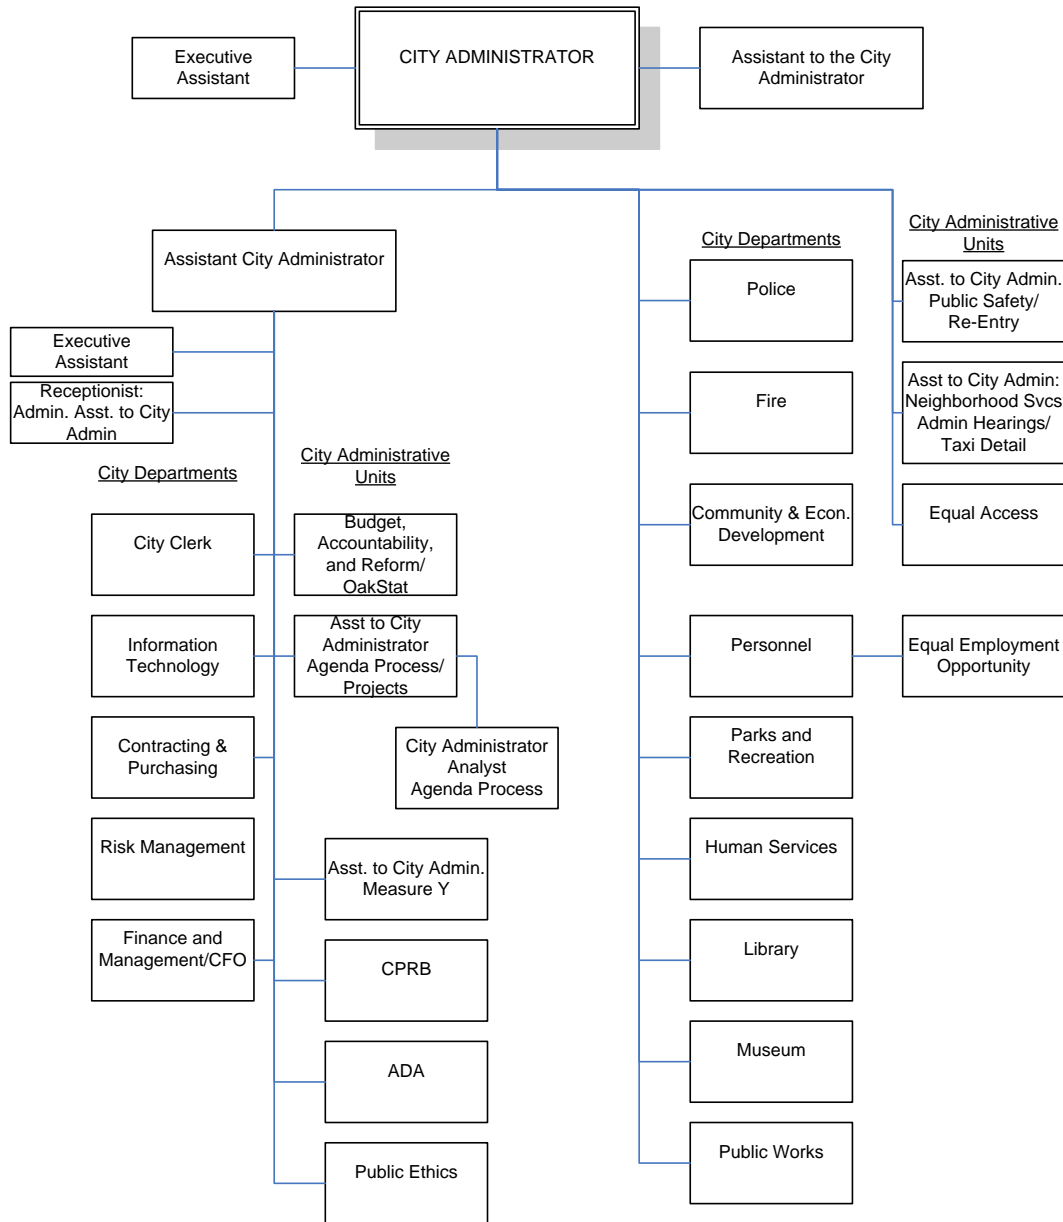 Executive
Assistant
CITY ADMINISTRATOR
Assistant to the City
Administrator
Assistant City Administrator
Executive
Assistant
Receptionist:
Admin. Asst. to City
Admin
City Departments
City Administrative
Units
City Clerk
Budget,
Accountability,
and Reform/
OakStat
Information
Technology
Asst to City
Administrator
Agenda Process/
Projects
Contracting &
Purchasing
City Administrator
Analyst
Agenda Process
Risk Management
Asst. to City Admin.
Measure Y
Finance and
Management/CFO
CPRB
ADA
Public Ethics
City Departments
City Administrative
Units
Police
Asst. to City Admin.
Public Safety/
Re-Entry
Fire
Asst to City Admin:
Neighborhood Svcs
Admin Hearings/
Taxi Detail
Community & Econ.
Development
Equal Access
Personnel
Equal Employment
Opportunity
Parks and
Recreation
Human Services
Library
Museum
Public Works